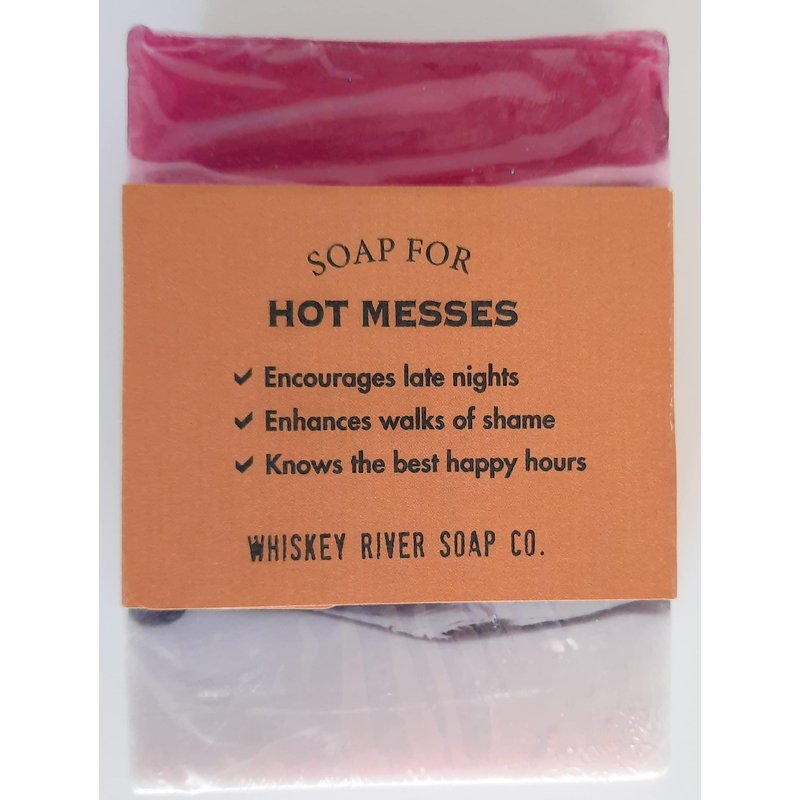 SOAP FOR
HOT MESSES
✓ Encourages late nights
✓ Enhances walks of shame
✓ Knows the best happy hours
WHISKEY RIVER SOAP CO.